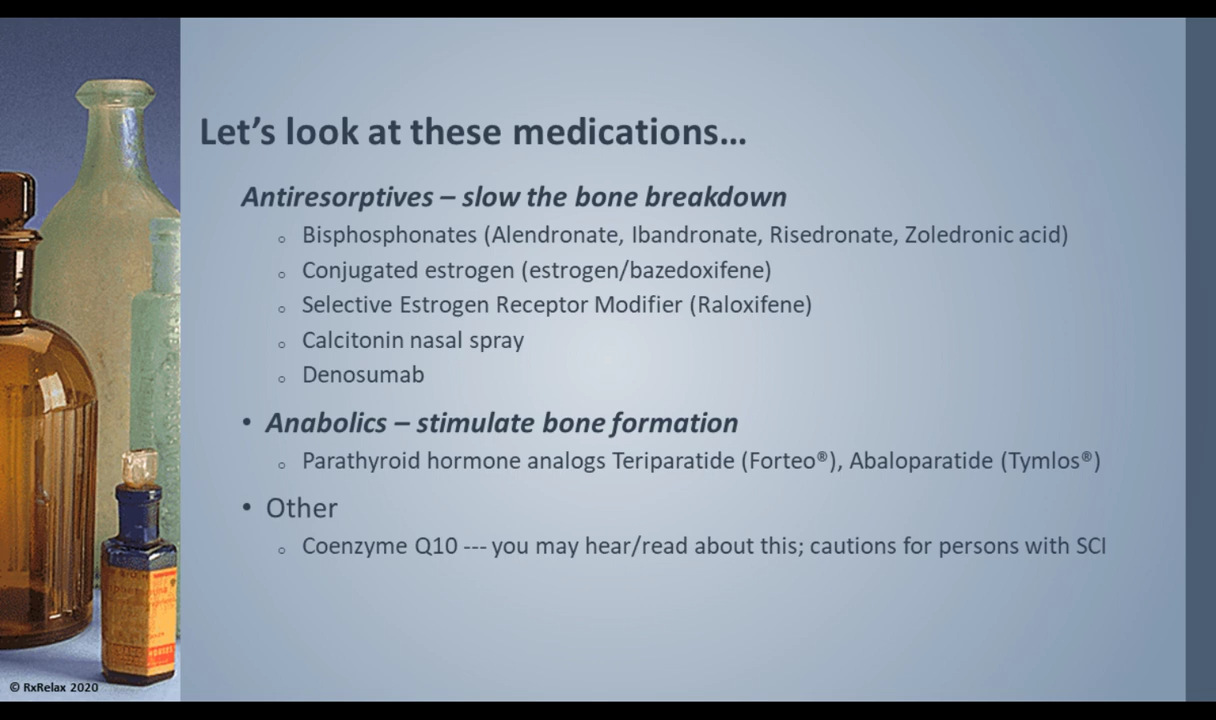 Let’s look at these medications…
Antiresorptives – slow the bone breakdown
○ Bisphosphonates (Alendronate, Ibandronate, Risedronate, Zoledronic acid)
○ Conjugated estrogen (estrogen/bazedoxifene)
○ Selective Estrogen Receptor Modifier (Raloxifene)
○ Calcitonin nasal spray
○ Denosumab
• Anabolics – stimulate bone formation
○ Parathyroid hormone analogs Teriparatide (Forteo®), Abaloparatide (Tymlos®)
• Other
○ Coenzyme Q10 --- you may hear/read about this; cautions for persons with SCI
© RxRelax 2020